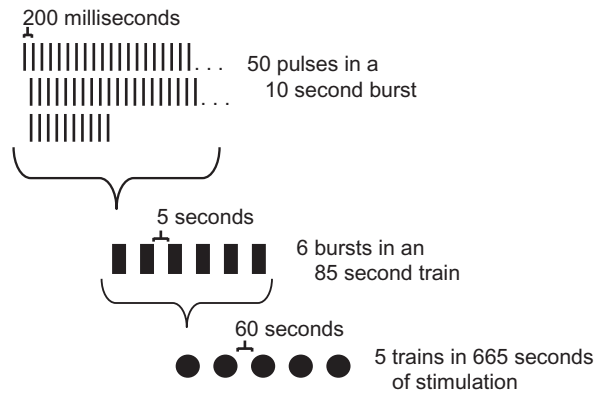 200 milliseconds
. . .
50 pulses in a
10 second burst
. . .
5 seconds
6 bursts in an
85 second train
60 seconds
5 trains in 665 seconds
of stimulation